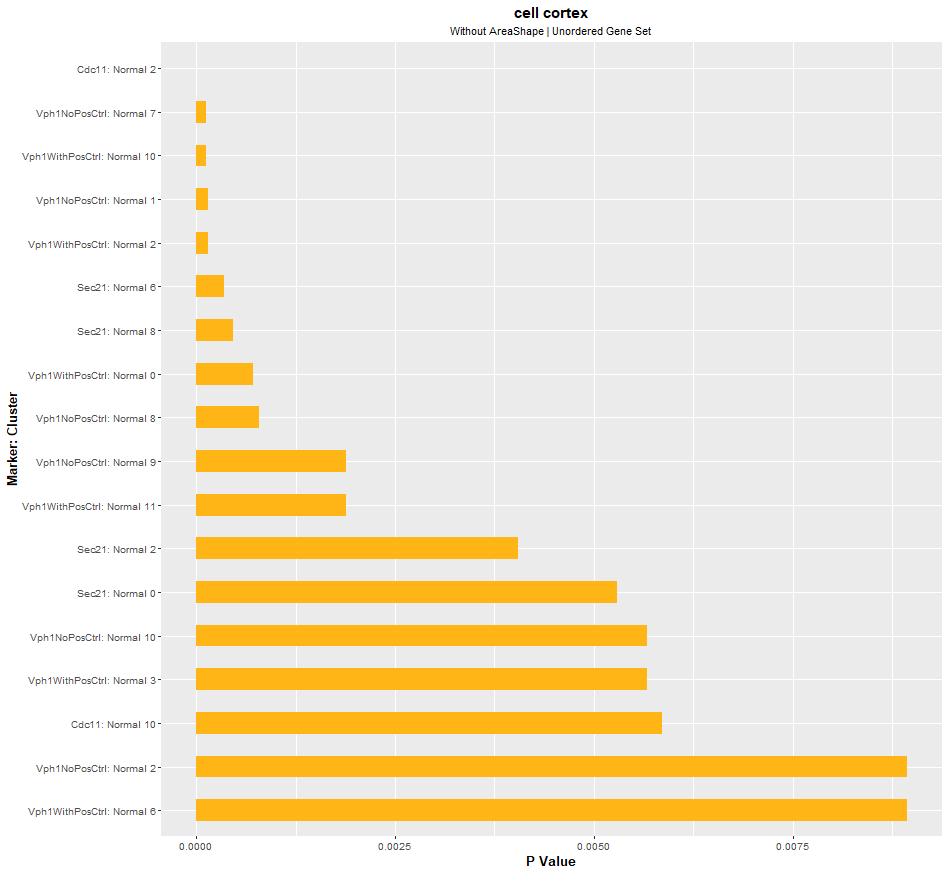 cell cortex
Without AreaShape | Unordered Gene Set
Marker: Cluster
Cdc11: Normal 2
Vph1NoPosCtrl: Normal 7
Vph1WithPosCtrl: Normal 10
Vph1NoPosCtrl: Normal 1
Vph1WithPosCtrl: Normal 2
Sec21: Normal 6
Sec21: Normal 8
Vph1WithPosCtrl: Normal 0
Vph1NoPosCtrl: Normal 8
Vph1NoPosCtrl: Normal 9
Vph1WithPosCtrl: Normal 11
Sec21: Normal 2
Sec21: Normal 0
Vph1NoPosCtrl: Normal 10
Vph1WithPosCtrl: Normal 3
Cdc11: Normal 10
Vph1NoPosCtrl: Normal 2
Vph1WithPosCtrl: Normal 6
0.0000 0.0025 0.0050 0.0075
P Value